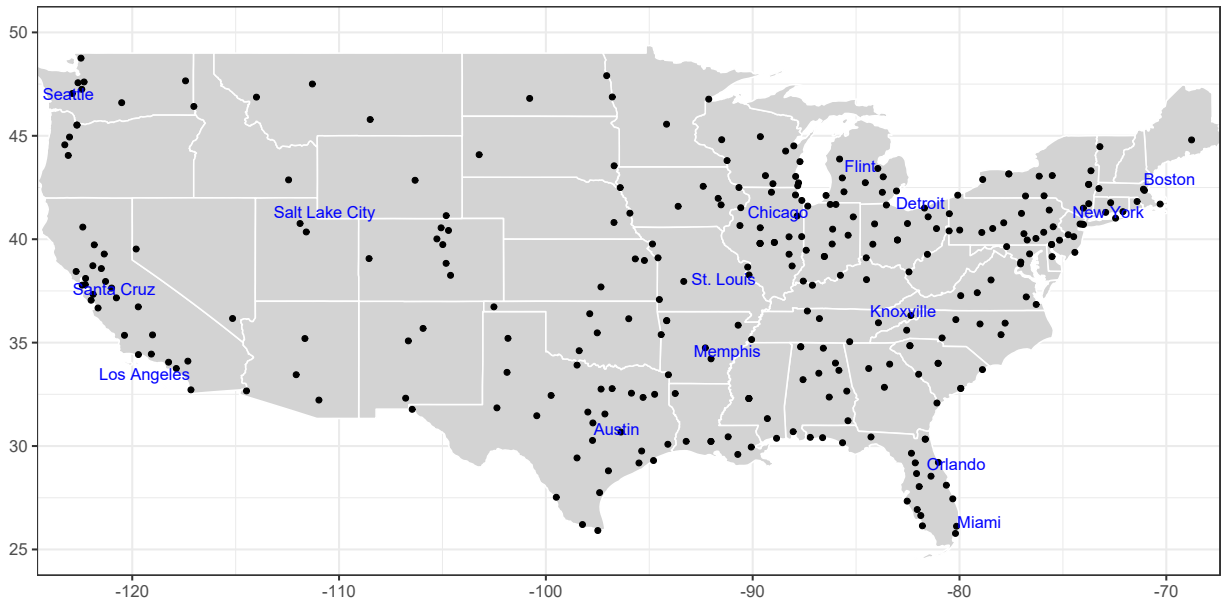 50
45
40
35
30
25
Seattle
Salt Lake City
Santa Cruz
Los Angeles
Austin
St. Louis
Memphis
Chicago
Flint
Detroit
Knoxville
New York
Boston
Orlando
Miami
-120
-110
-100
-90
-80
-70